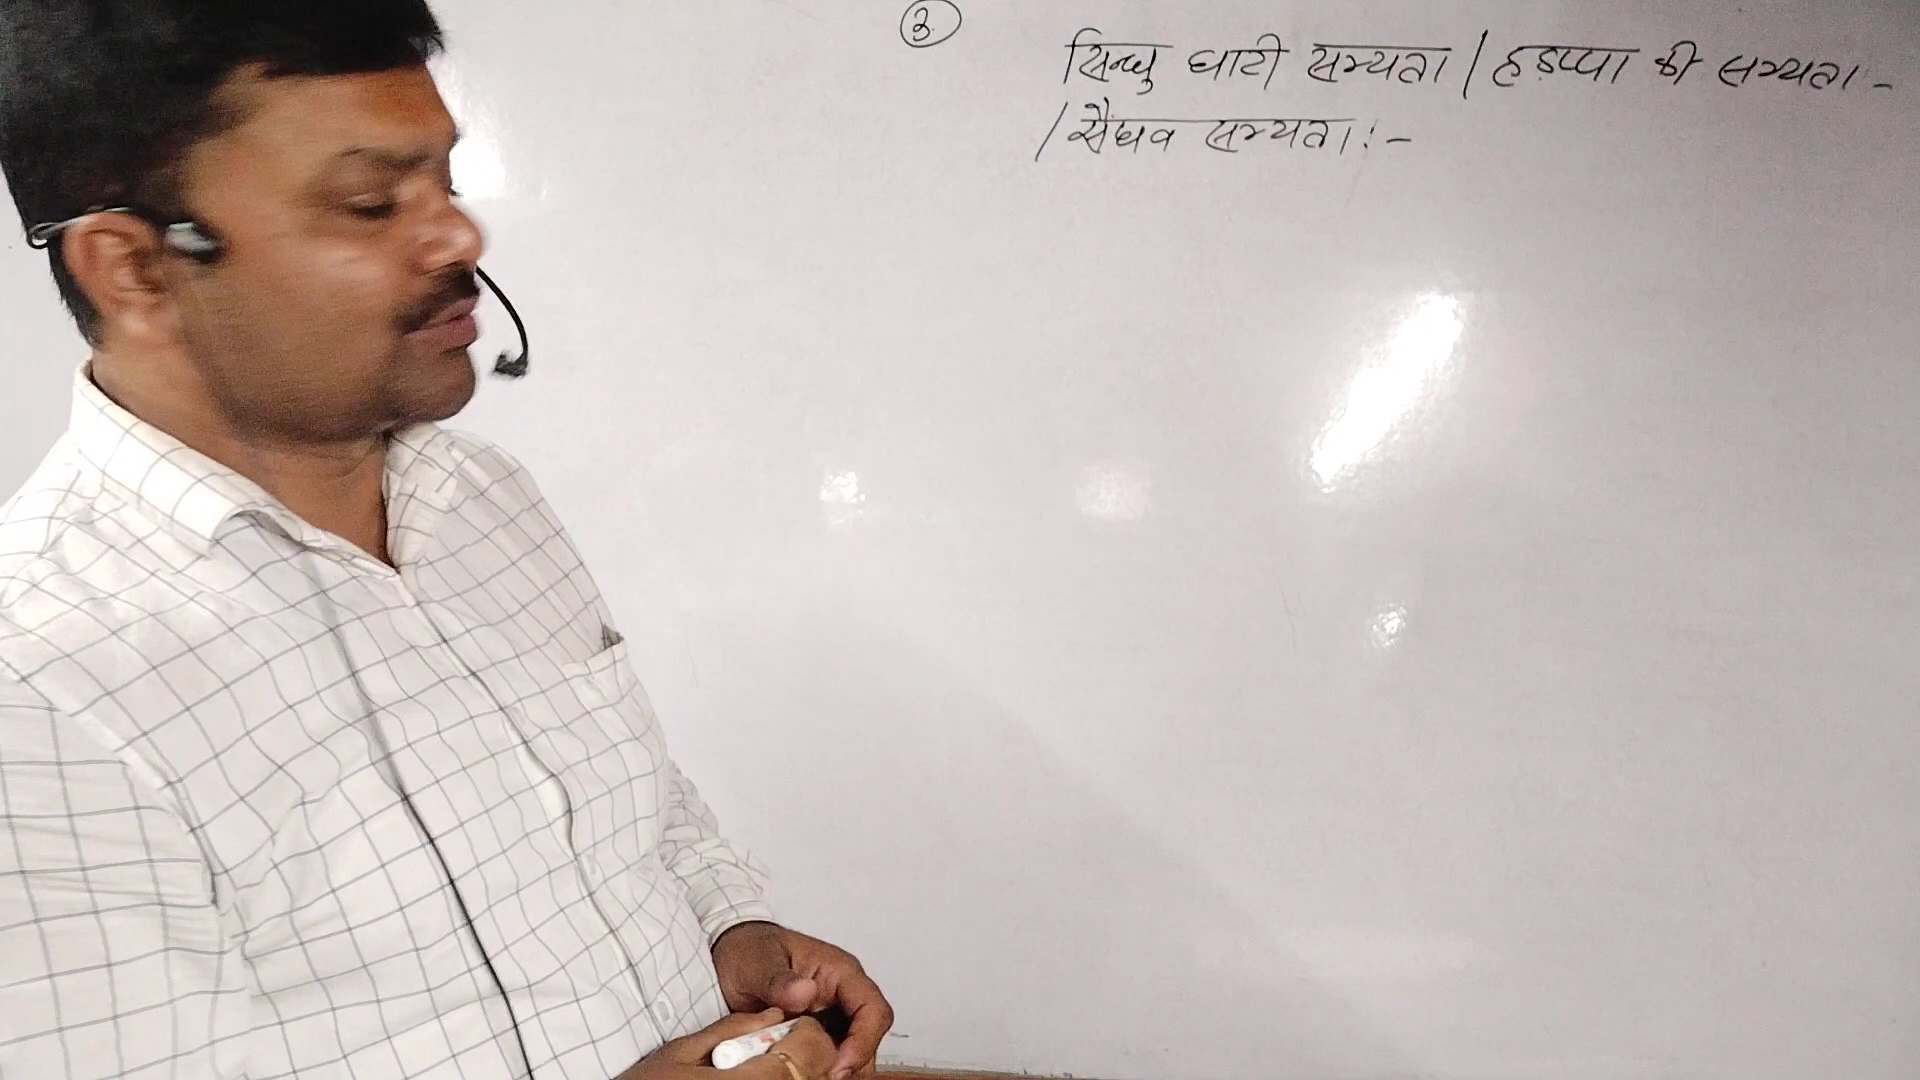 3.
सिन्धु घाटी सभ्यता / हड़प्पा की सभ्यता :-
/ सैंधव सभ्यता :-